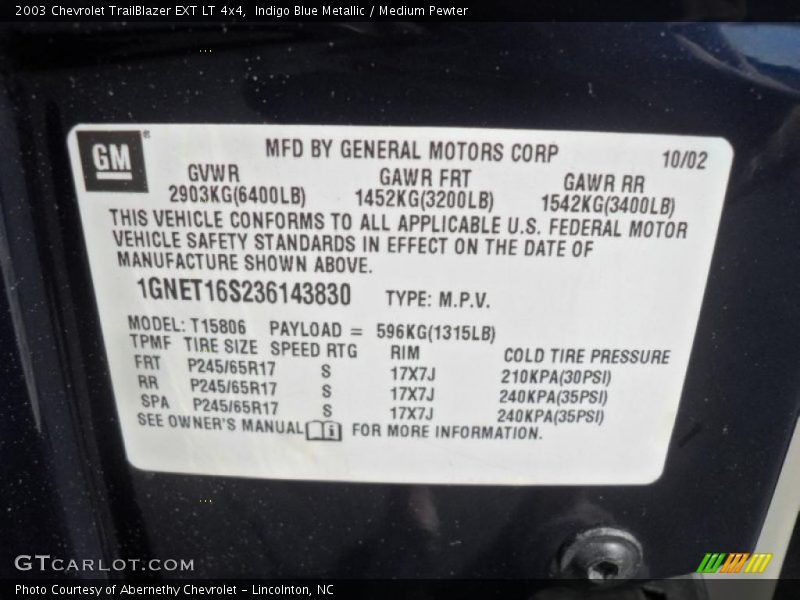 2003 Chevrolet TrailBlazer EXT LT 4x4, Indigo Blue Metallic / Medium Pewter
GM®
MFD BY GENERAL MOTORS CORP 10/02
GVWR GAWR FRT GAWR RR
2903KG(6400LB) 1452KG(3200LB) 1542KG(3400LB)
THIS VEHICLE CONFORMS TO ALL APPLICABLE U.S. FEDERAL MOTOR
VEHICLE SAFETY STANDARDS IN EFFECT ON THE DATE OF
MANUFACTURE SHOWN ABOVE.
1GNET16S236143830 TYPE: M.P.V.
MODEL: T15806 PAYLOAD = 596KG(1315LB)
TPMF TIRE SIZE SPEED RTG RIM COLD TIRE PRESSURE
FRT P245/65R17 S 17X7J 210KPA(30PSI)
RR P245/65R17 S 17X7J 240KPA(35PSI)
SPA P245/65R17 S 17X7J 240KPA(35PSI)
SEE OWNER'S MANUAL i FOR MORE INFORMATION.
GTCARLOT.COM
Photo Courtesy of Abernethy Chevrolet - Lincolnton, NC